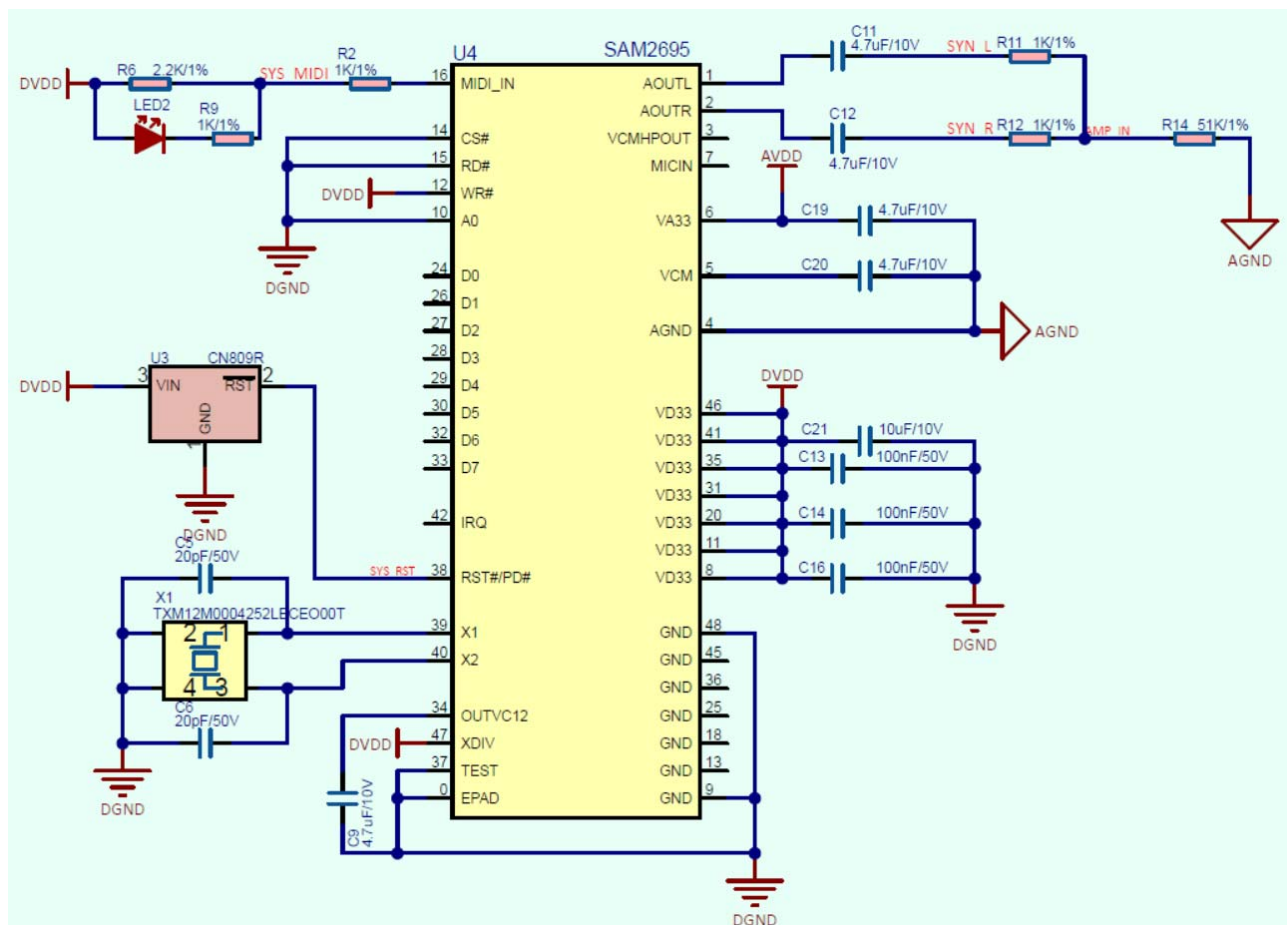 U4
SAM2695
DVDD
R6 2.2K/1%
LED2
R9
1K/1%
SYS_MIDI
R2
1K/1%
16 MIDI_IN
14 CS#
15 RD#
DVDD
12 WR#
10 A0
DGND
24 D0
26 D1
27 D2
28 D3
29 D4
30 D5
32 D6
33 D7
42 IRQ
38 RST#/PD#
39 X1
40 X2
34 OUTVC12
47 XDIV
37 TEST
0 EPAD
U3 CN809R
DVDD
3 VIN
RST 2
GND
1
DGND
SYS_RST
C5
20pF/50V
X1
TXM12M0004252LBCEO00T
2 1
4 3
C6
20pF/50V
DGND
DVDD
C9
4.7uF/10V
AOUTL 1
AOUTR 2
VCMHPOUT 3
MICIN 7
VA33 6
VCM 5
AGND 4
VD33 46
VD33 41
VD33 35
VD33 31
VD33 20
VD33 11
VD33 8
GND 48
GND 45
GND 36
GND 25
GND 18
GND 13
GND 9
C11
4.7uF/10V
SYN_L
R11 1K/1%
C12
4.7uF/10V
SYN_R
R12 1K/1%
AMP_IN
R14 51K/1%
AGND
AVDD
C19 4.7uF/10V
C20 4.7uF/10V
AGND
DVDD
C21 10uF/10V
C13 100nF/50V
C14 100nF/50V
C16 100nF/50V
DGND
DGND